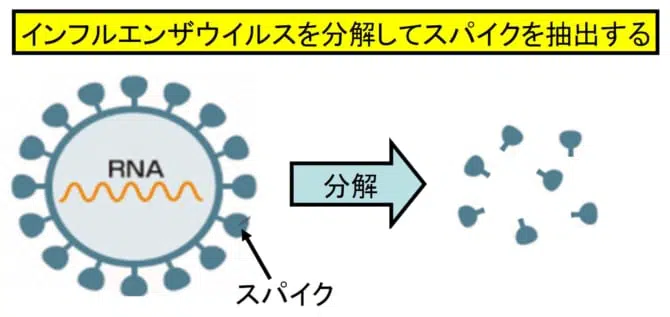 インフルエンザウイルスを分解してスパイクを抽出する
RNA
分解
スパイク